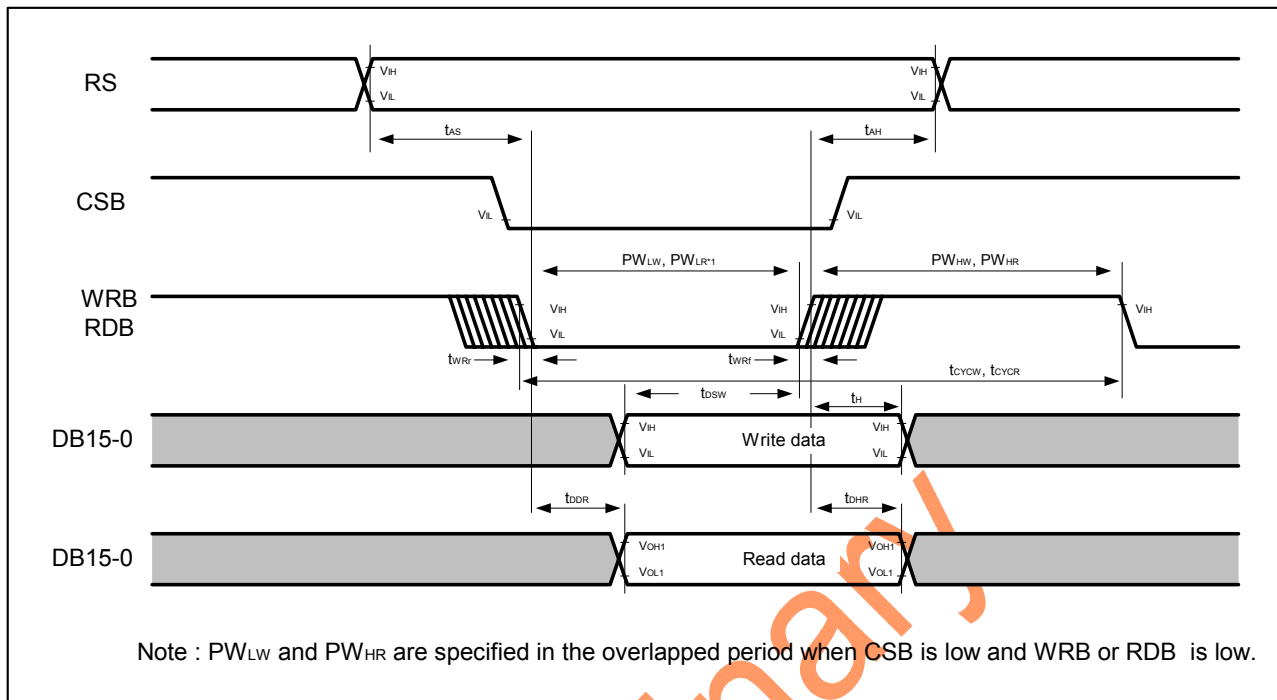 RS
VIH
VIH
VIL
VIL
tAS
tAH
CSB
VIL
VIL
PWLW, PWLR*1
PWHW, PWHR
WRB
RDB
VIH
VIH
VIH
VIL
VIL
tWRr
tWRf
tCYCW, tCYCR
tDSW
tH
DB15-0
VIH
Write data
VIH
VIL
VIL
tDDR
tDHR
DB15-0
VOH1
Read data
VOH1
VOL1
VOL1
Note : PWLW and PWHR are specified in the overlapped period when CSB is low and WRB or RDB is low.
inary